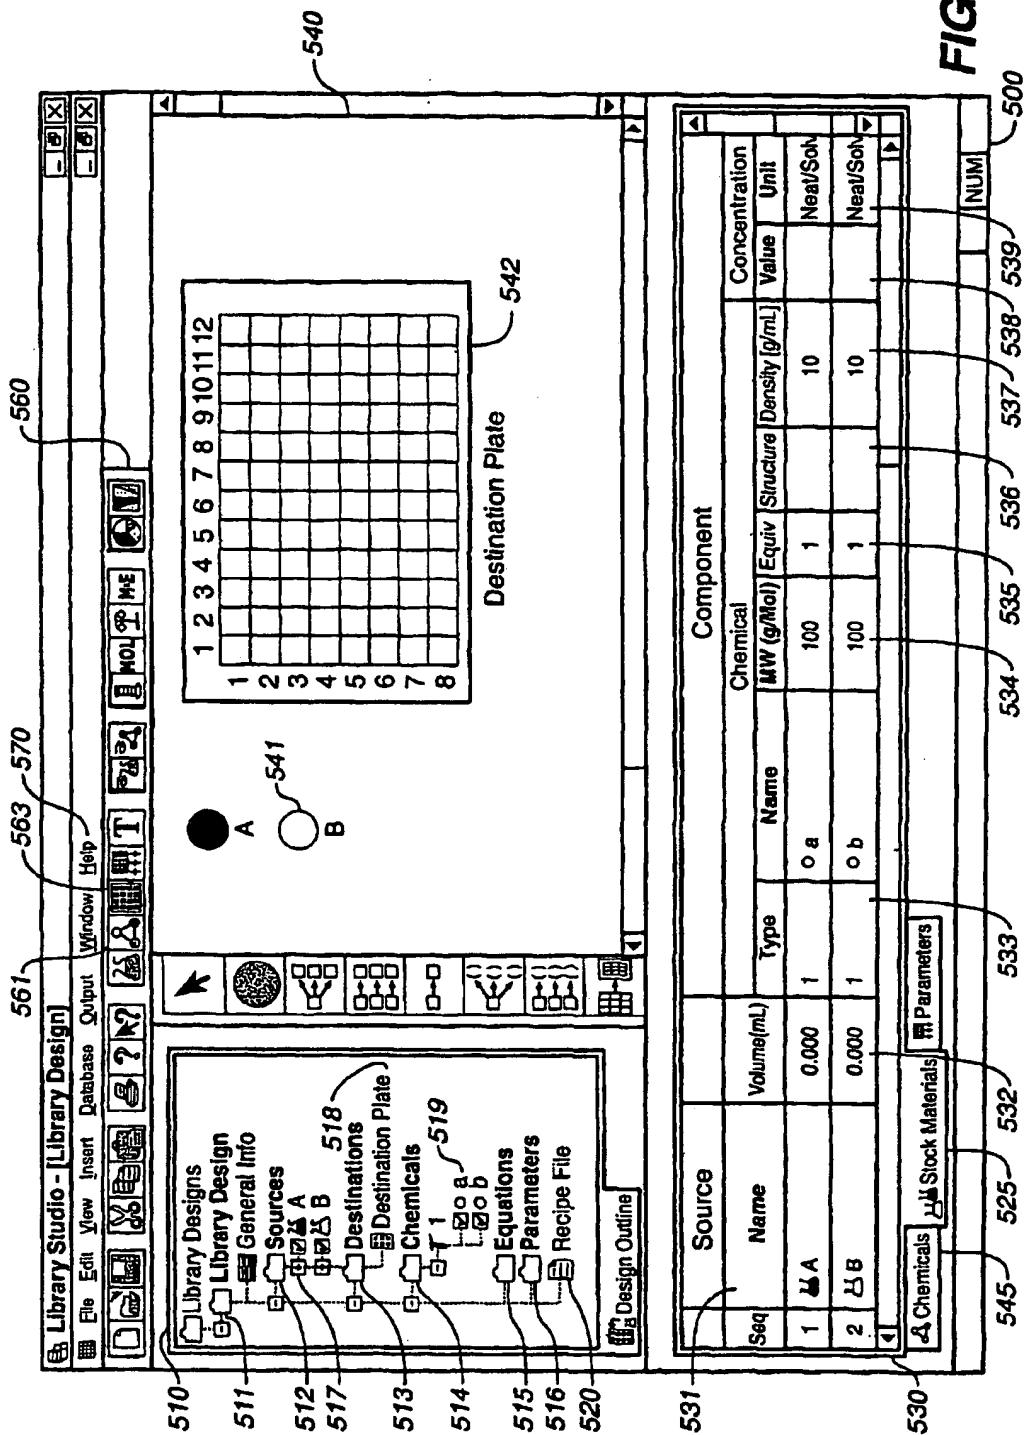 FIG
500
540
560
570
563
561
Library Studio - [Library Design]
File Edit View Insert Database Output Window Help
T
MOL
M-E
? ?
510
511
512
517
513
514
515
516
520
Library Designs
Library Design
General Info
Sources
A
B
Destinations
Destination Plate
Chemicals
1
a
b
Equations
Parameters
Recipe File
Design Outline
518
519
A
B
541
1 2 3 4 5 6 7 8 9 10 11 12
1
2
3
4
5
6
7
8
542
Destination Plate
531
Source Component
Chemical Concentration
Seq Name Volume(mL) Type Name MW (g/Mol) Equiv Structure Density [g/mL] Value Unit
1 A 0.000 1 a 100 1 10 Neat/Solv
2 B 0.000 1 b 100 1 10 Neat/Solv
Chemicals Stock Materials Parameters
NUM
530
545
525
532
533
534
535
536
537
538
539